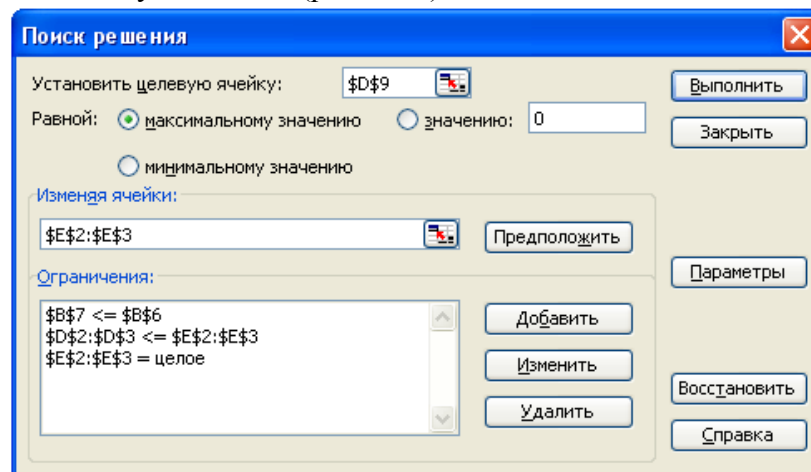 Поиск решения
Установить целевую ячейку: $D$9 Выполнить
Равной: максимальному значению значению: 0 Закрыть
минимальному значению
Изменяя ячейки:
$E$2:$E$3 Предположить
Ограничения: Параметры
$B$7 <= $B$6 Добавить
$D$2:$D$3 <= $E$2:$E$3
$E$2:$E$3 = целое Изменить
Восстановить
Удалить
Справка